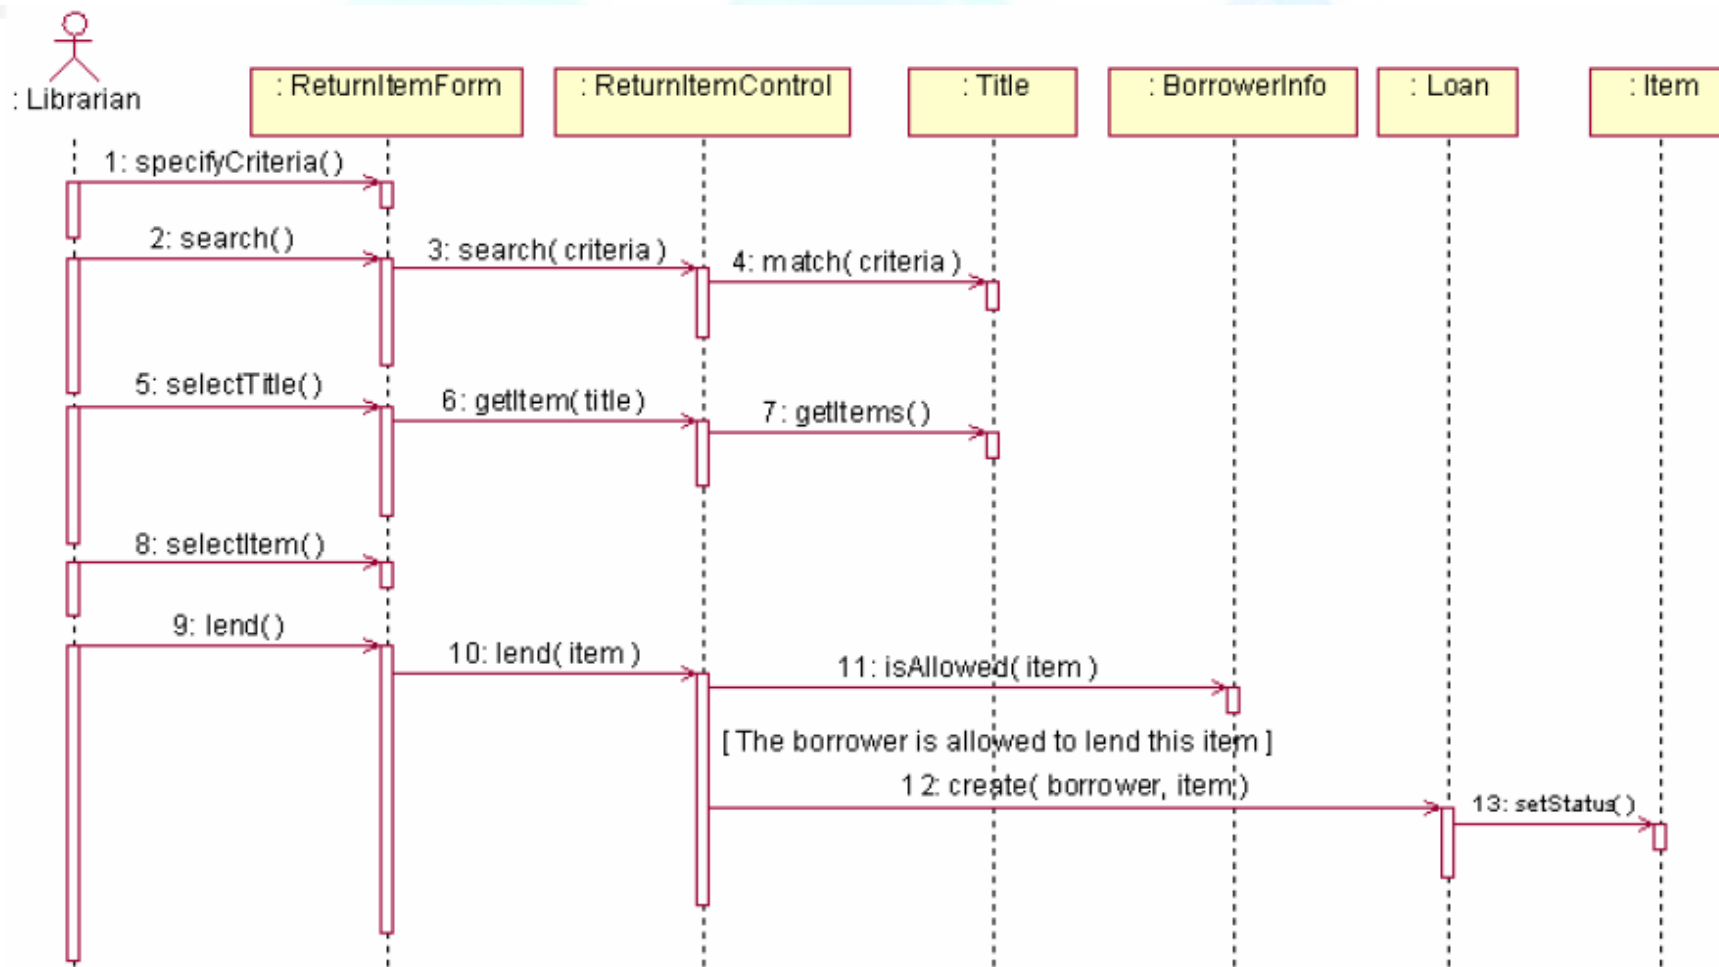 : Librarian
: ReturnItemForm
: ReturnItemControl
: Title
: BorrowerInfo
: Loan
: Item
1: specifyCriteria( )
2: search( )
3: search( criteria )
4: match( criteria )
5: selectTitle( )
6: getItem( title )
7: getItems( )
8: selectItem( )
9: lend( )
10: lend( item )
11: isAllowed( item )
[ The borrower is allowed to lend this item ]
12: create( borrower, item )
13: setStatus( )